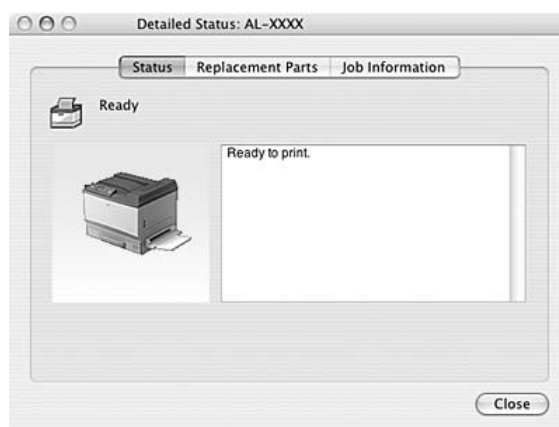 Detailed Status: AL-XXXX
Status Replacement Parts Job Information
Ready
Ready to print.
Close